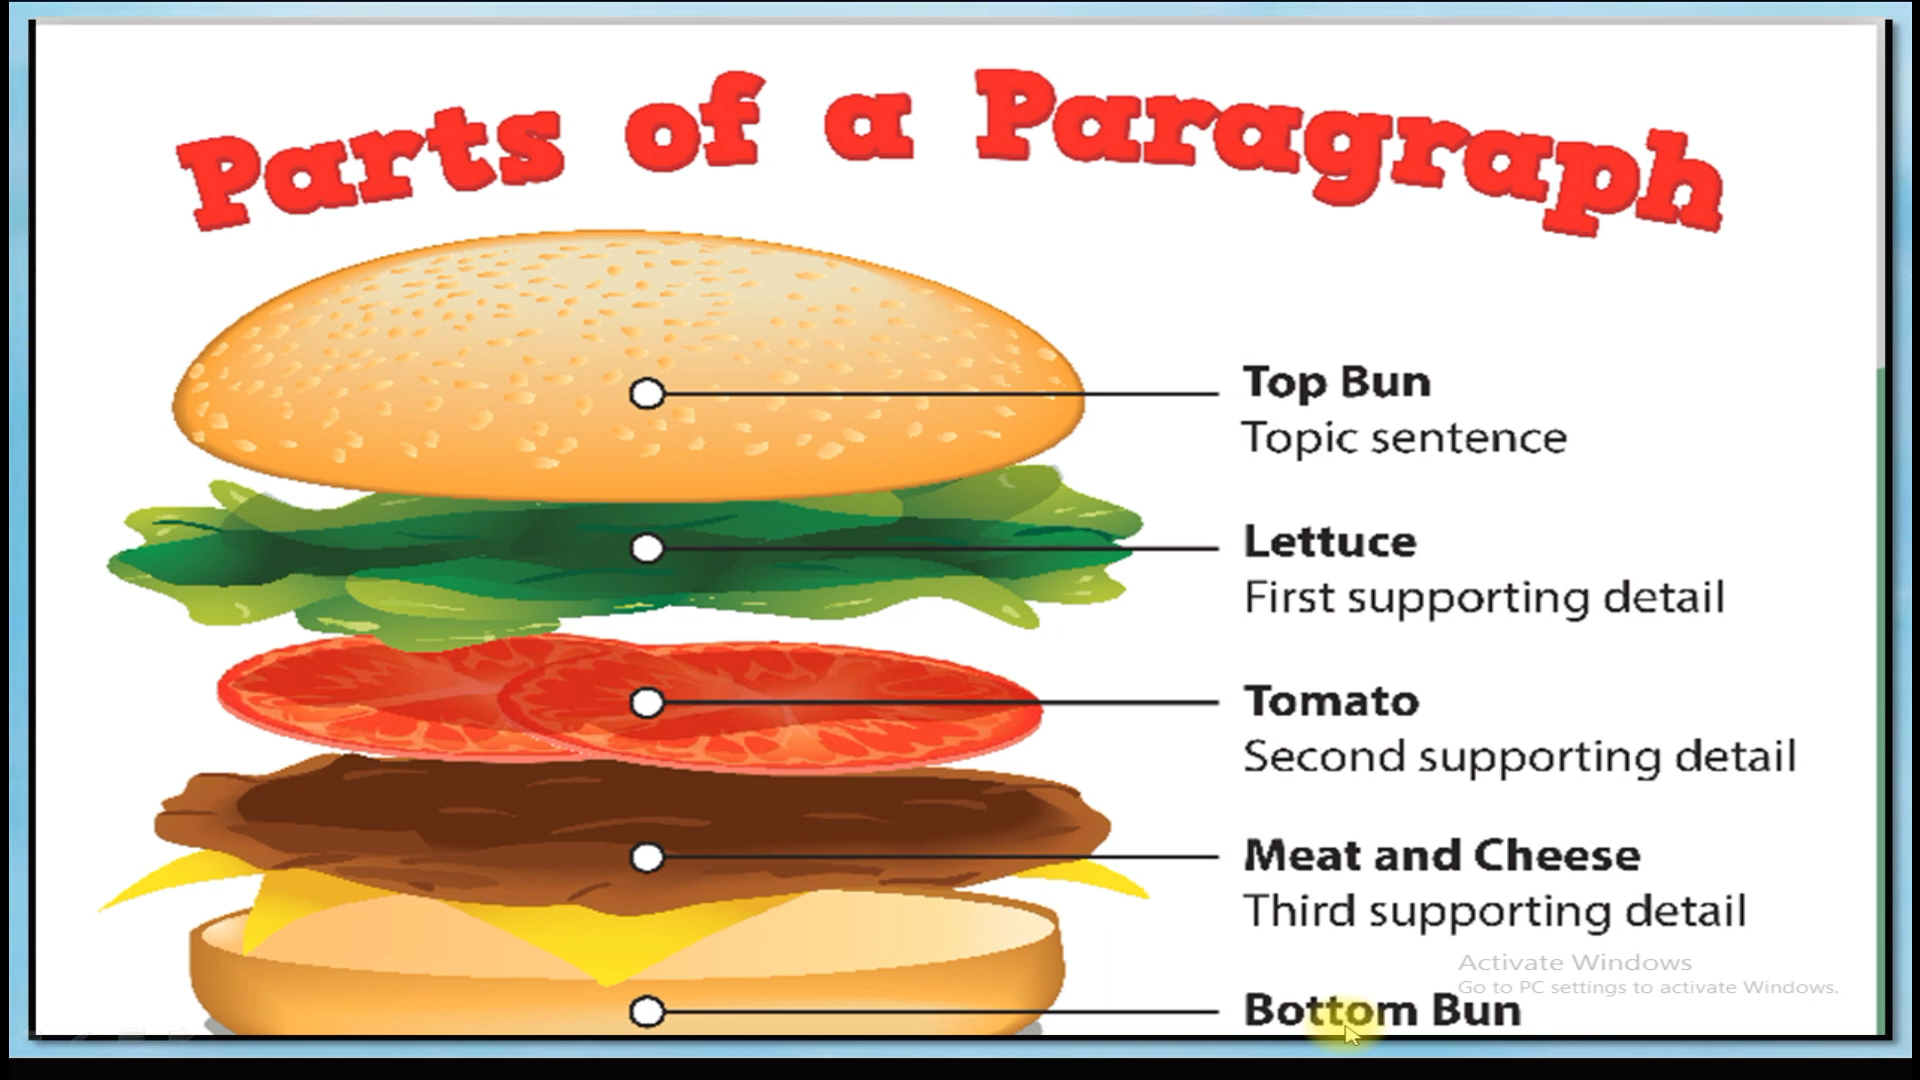 Parts of a Paragraph
Top Bun
Topic sentence
Lettuce
First supporting detail
Tomato
Second supporting detail
Meat and Cheese
Third supporting detail
Activate Windows
Go to PC settings to activate Windows.
Bottom Bun